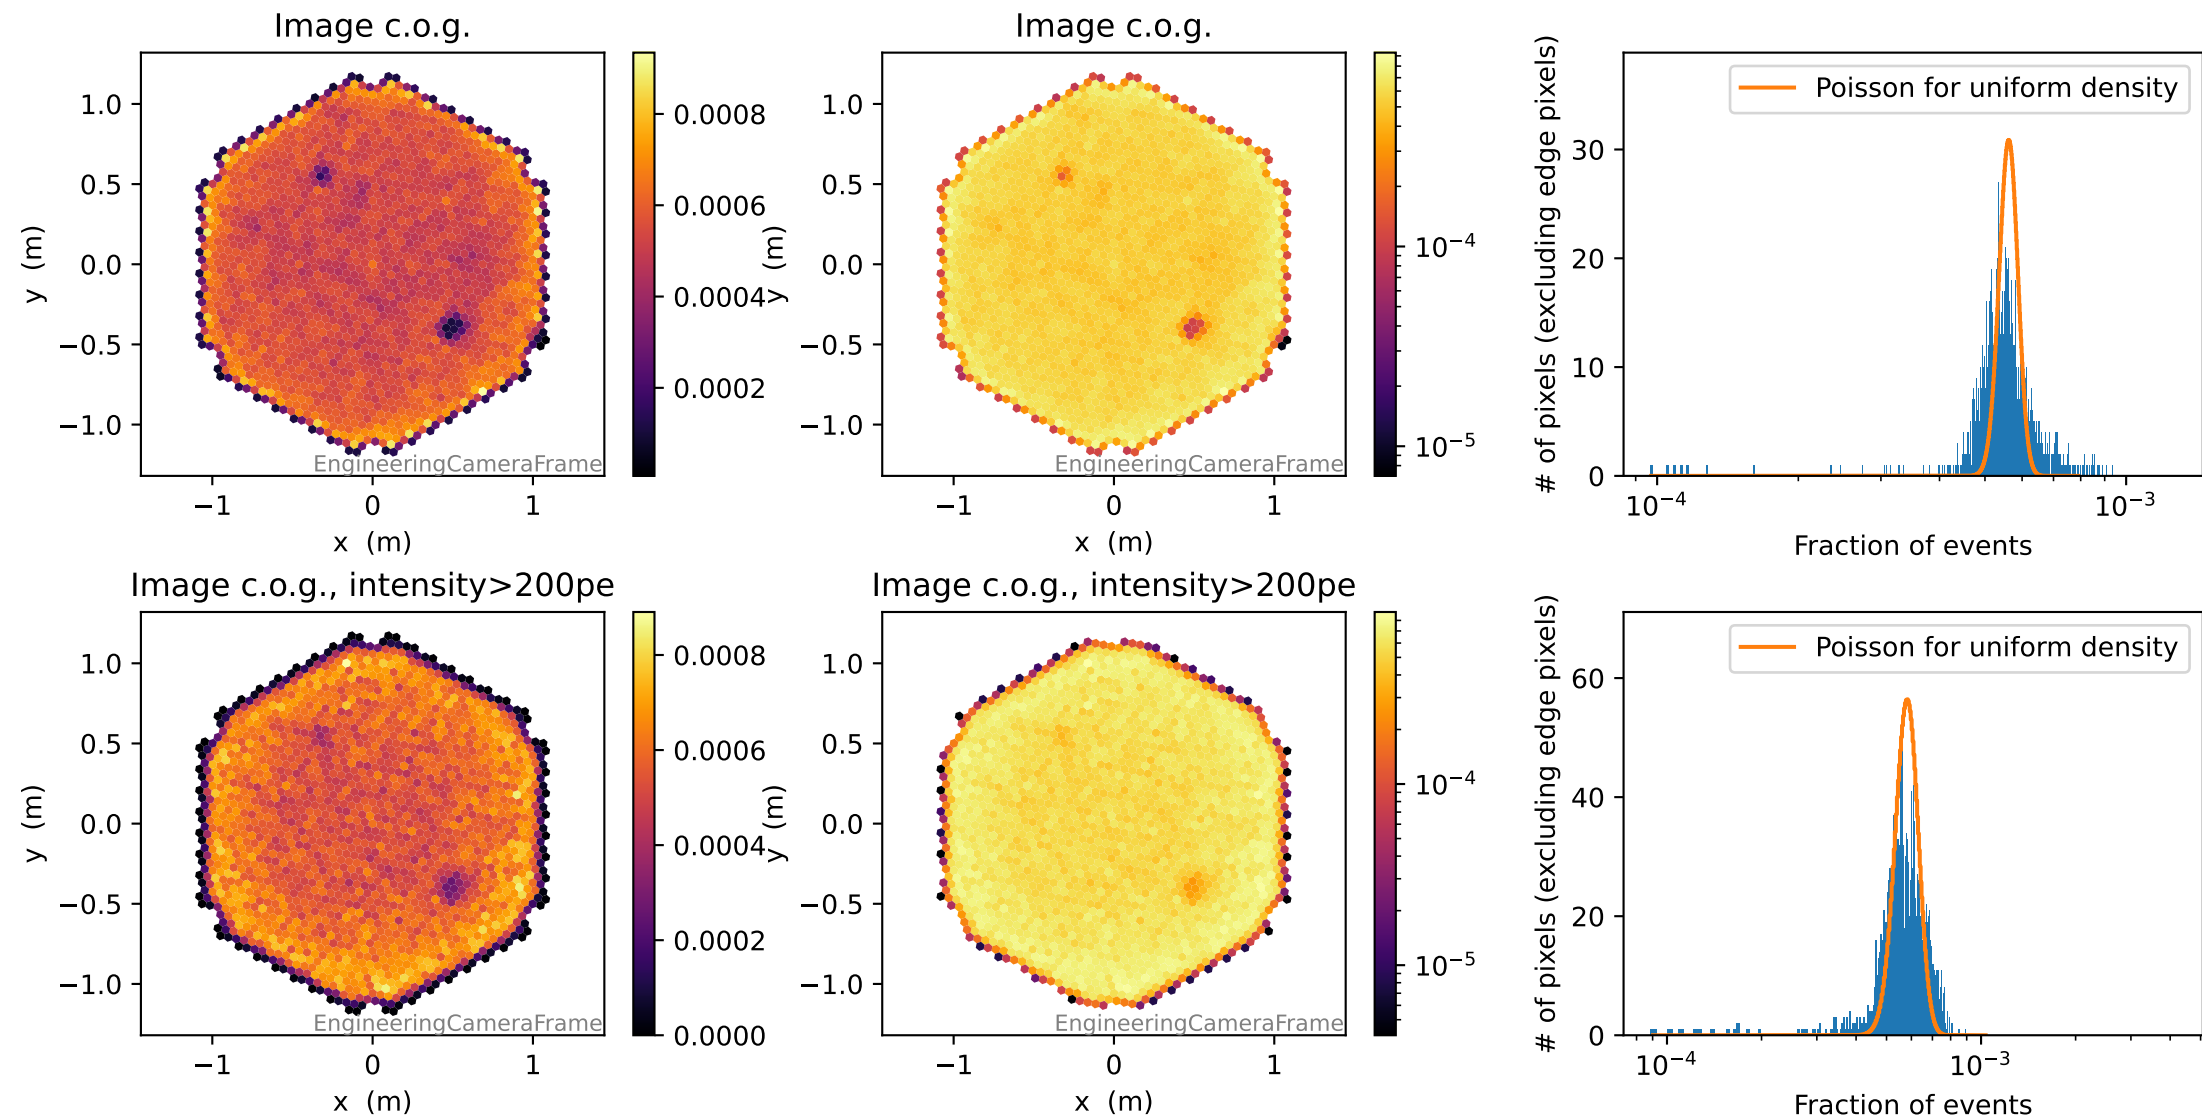 Image c.o.g.
1.0
0.5
0.0
−0.5
−1.0
y (m)
−1
0
1
x (m)
EngineeringCameraFrame
0.0008
0.0006
0.0004
0.0002
Image c.o.g.
1.0
0.5
0.0
−0.5
−1.0
y (m)
−1
0
1
x (m)
EngineeringCameraFrame
10−4
10−5
# of pixels (excluding edge pixels)
30
20
10
0
Poisson for uniform density
10−4
10−3
Fraction of events
Image c.o.g., intensity>200pe
1.0
0.5
0.0
−0.5
−1.0
y (m)
−1
0
1
x (m)
EngineeringCameraFrame
0.0008
0.0006
0.0004
0.0002
0.0000
Image c.o.g., intensity>200pe
1.0
0.5
0.0
−0.5
−1.0
y (m)
−1
0
1
x (m)
EngineeringCameraFrame
10−4
10−5
# of pixels (excluding edge pixels)
60
40
20
0
Poisson for uniform density
10−4
10−3
Fraction of events